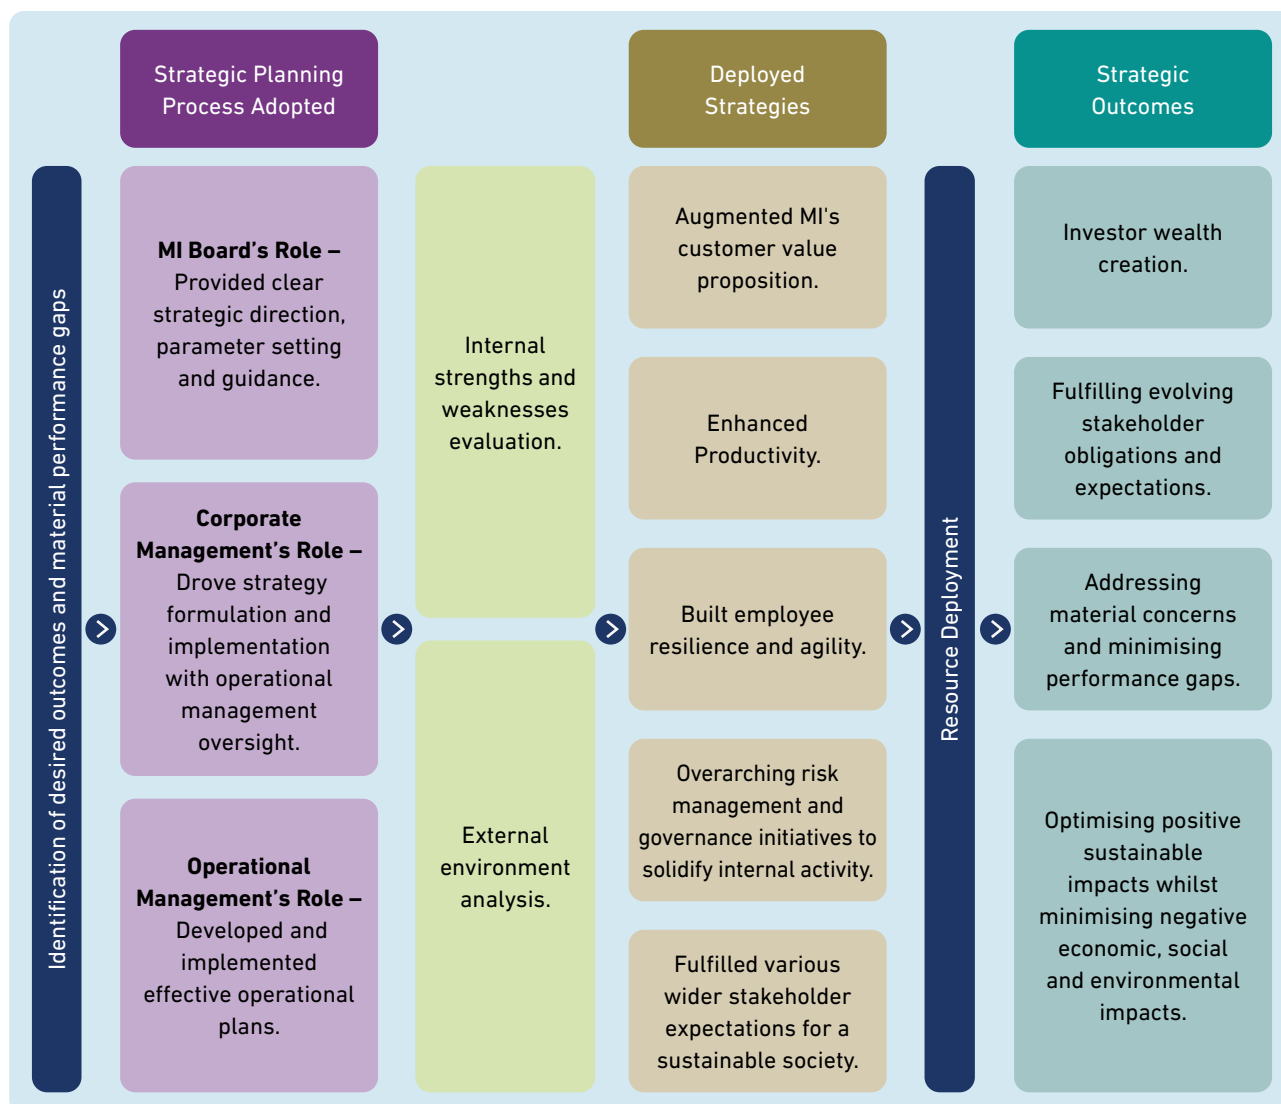 Strategic Planning
Process Adopted
Deployed
Strategies
Strategic
Outcomes
Identification of desired outcomes and material performance gaps
MI Board’s Role –
Provided clear
strategic direction,
parameter setting
and guidance.
Corporate
Management’s Role –
Drove strategy
formulation and
implementation
with operational
management
oversight.
Operational
Management’s Role –
Developed and
implemented
effective operational
plans.
Internal
strengths and
weaknesses
evaluation.
External
environment
analysis.
Augmented MI's
customer value
proposition.
Enhanced
Productivity.
Built employee
resilience and agility.
Overarching risk
management and
governance initiatives to
solidify internal activity.
Fulfilled various
wider stakeholder
expectations for a
sustainable society.
Resource Deployment
Investor wealth
creation.
Fulfilling evolving
stakeholder
obligations and
expectations.
Addressing
material concerns
and minimising
performance gaps.
Optimising positive
sustainable
impacts whilst
minimising negative
economic, social
and environmental
impacts.